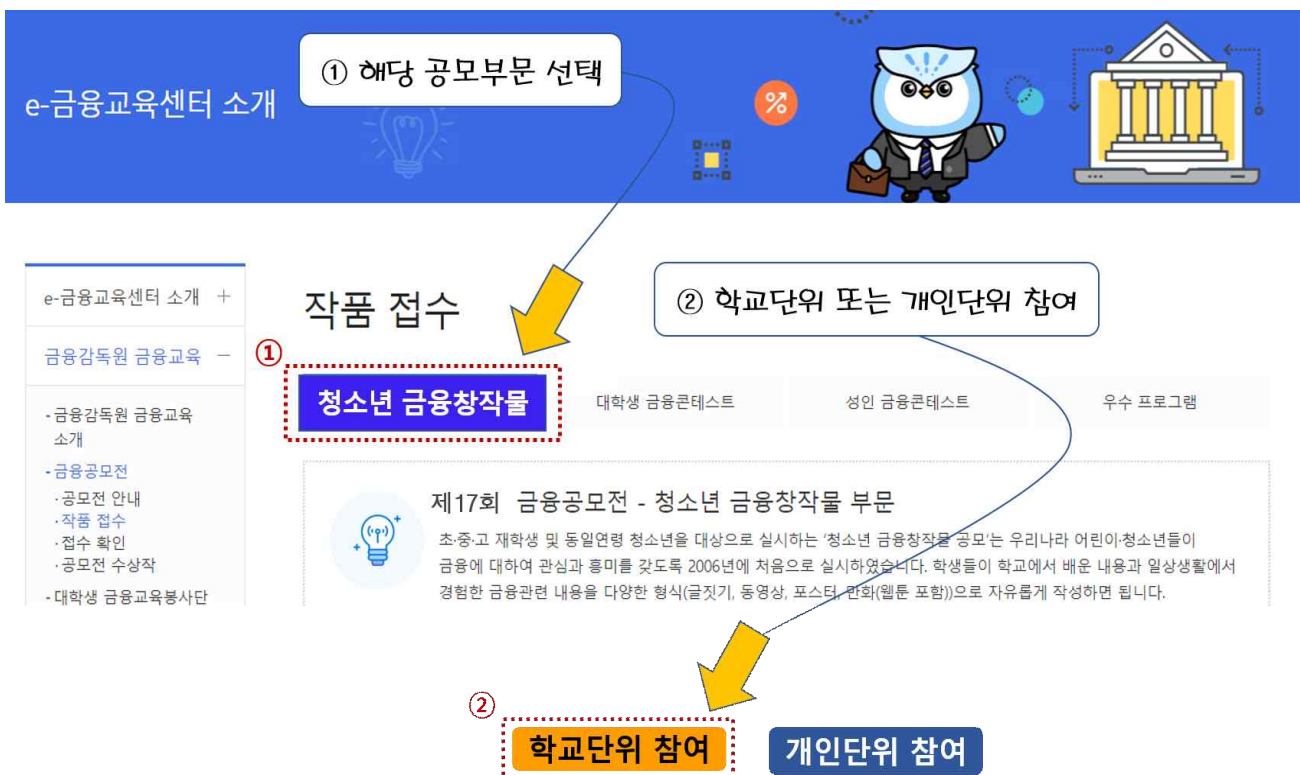 ① 해당 공모부문 선택
e-금융교육센터 소개
e-금융교육센터 소개 +
금융감독원 금융교육 −
- 금융감독원 금융교육
소개
- 금융공모전
· 공모전 안내
· 작품 접수
· 접수 확인
· 공모전 수상작
- 대학생 금융교육봉사단
작품 접수
② 학교단위 또는 개인단위 참여
①
청소년 금융창작물
대학생 금융콘테스트
성인 금융콘테스트
우수 프로그램
제17회 금융공모전 - 청소년 금융창작물 부문
초·중·고 재학생 및 동일연령 청소년을 대상으로 실시하는 '청소년 금융창작물 공모'는 우리나라 어린이·청소년들이
금융에 대하여 관심과 흥미를 갖도록 2006년에 처음으로 실시하였습니다. 학생들이 학교에서 배운 내용과 일상생활에서
경험한 금융관련 내용을 다양한 형식(글짓기, 동영상, 포스터, 만화(웹툰 포함))으로 자유롭게 작성하면 됩니다.
②
학교단위 참여
개인단위 참여